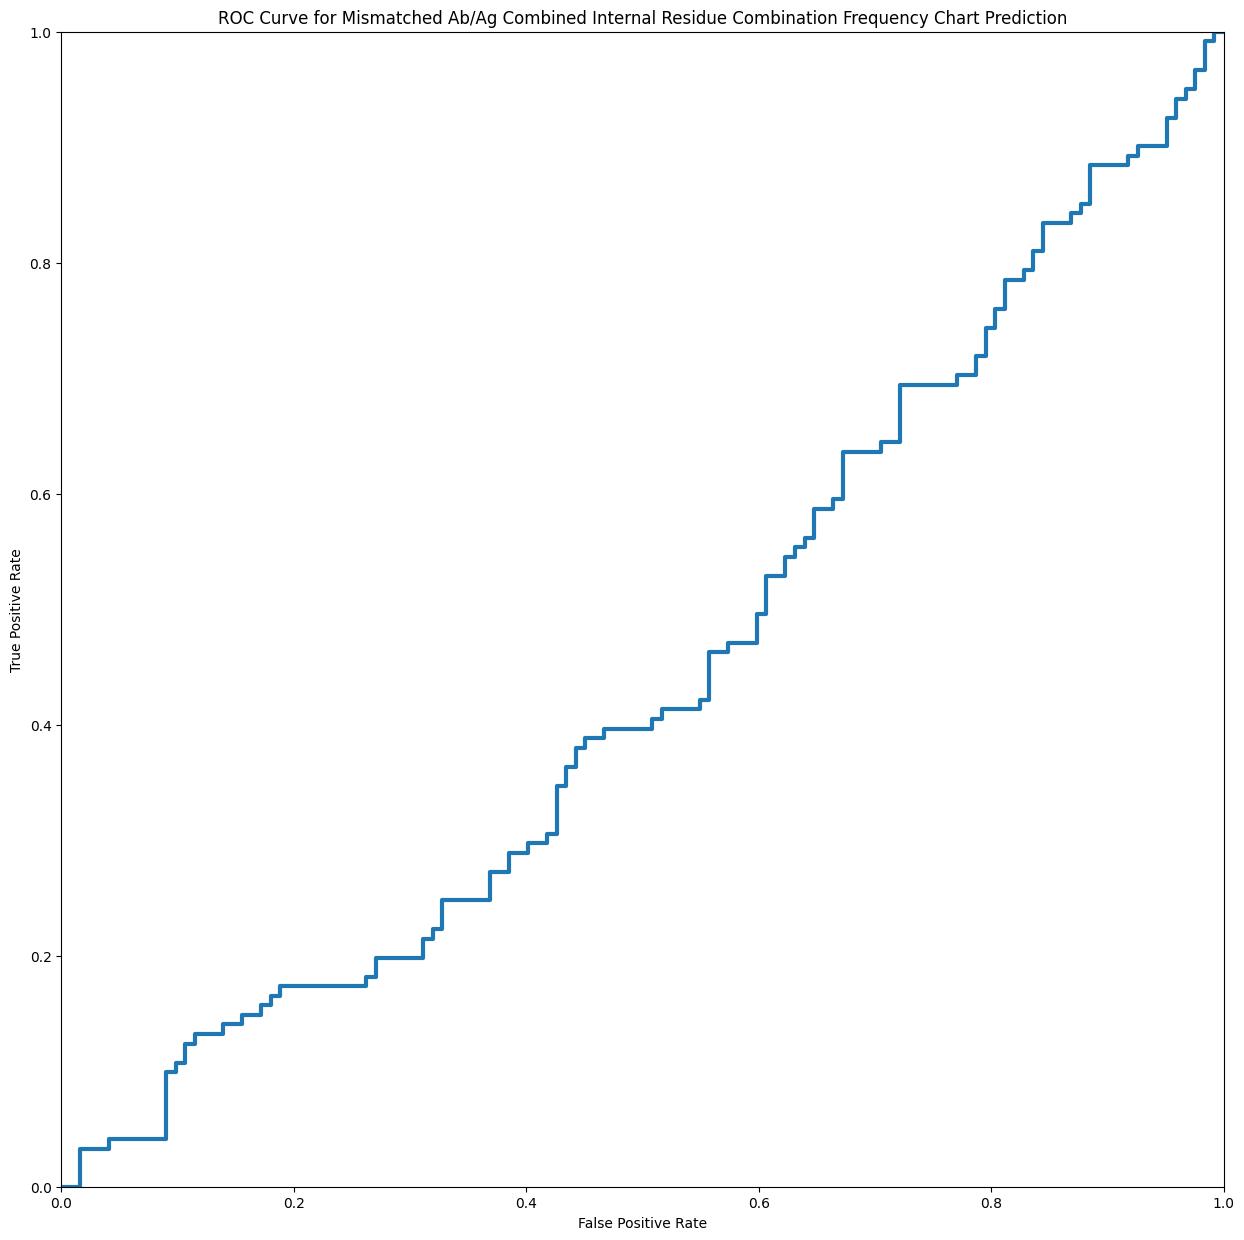 ROC Curve for Mismatched Ab/Ag Combined Internal Residue Combination Frequency Chart Prediction
1.0
0.8
0.6
0.4
0.2
0.0
True Positive Rate
0.0 0.2 0.4 0.6 0.8 1.0
False Positive Rate